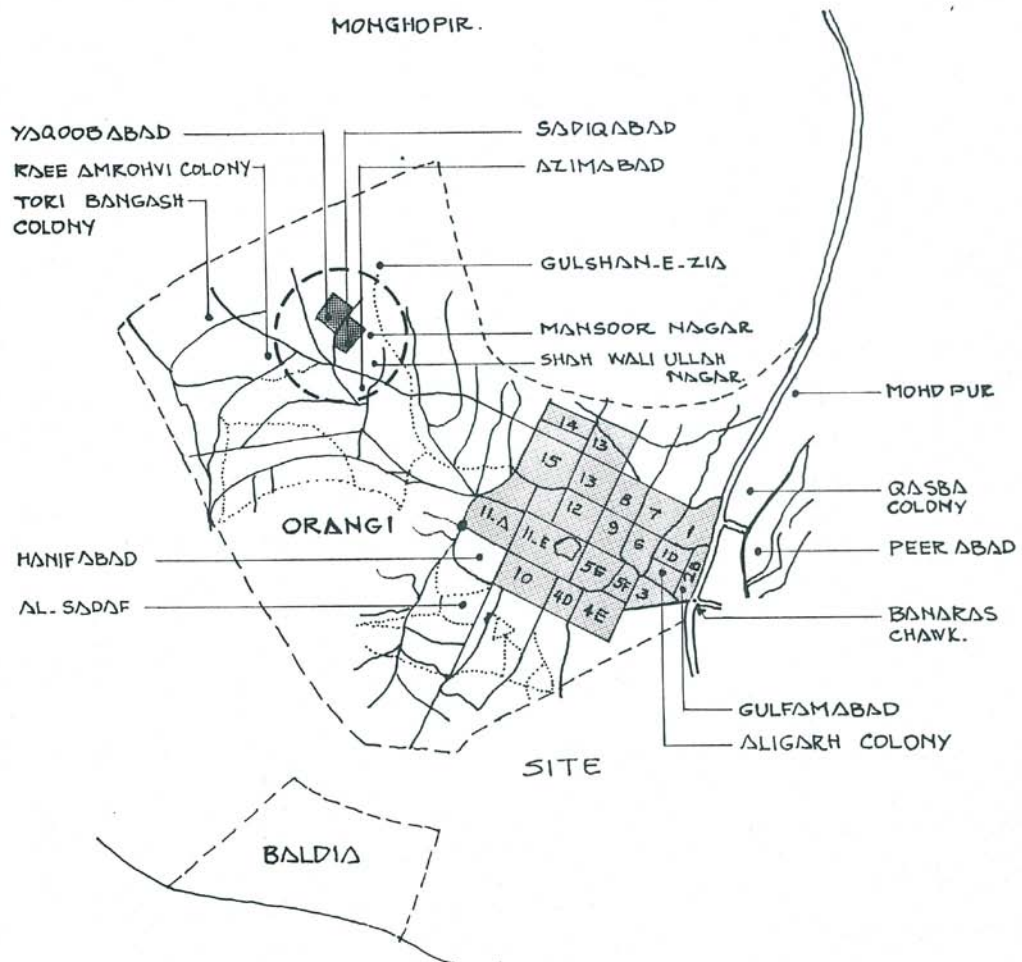 MONGHOPIR.
YAQOOBABAD
RAEE AMROHVI COLONY
TORI BANGASH
COLONY
SADIQABAD
AZIMABAD
GULSHAN-E-ZIA
MANSOOR NAGAR
SHAH WALI ULLAH
NAGAR.
MOHD PUR
QASBA
COLONY
PEER ABAD
BANARAS
CHAWK.
GULFAMABAD
ALIGARH COLONY
ORANGI
HANIFABAD
AL-SADAF
14
13
15
13
8
7
1
12
9
6
1D
2B
11.A
11.E
5E
5F
3
10
4D
4E
SITE
BALDIA